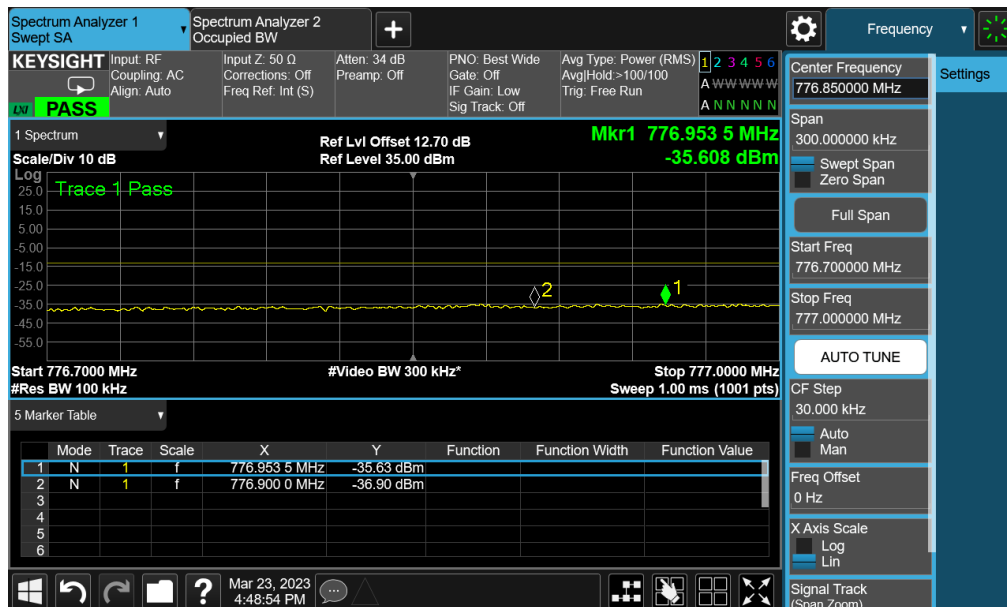 Spectrum Analyzer 1
Swept SA
Spectrum Analyzer 2
Occupied BW
+
Frequency
KEYSIGHT
Input: RF
Coupling: AC
Align: Auto
Input Z: 50 Ω
Corrections: Off
Freq Ref: Int (S)
Atten: 34 dB
Preamp: Off
PNO: Best Wide
Gate: Off
IF Gain: Low
Sig Track: Off
Avg Type: Power (RMS)
Avg|Hold:>100/100
Trig: Free Run
1 2 3 4 5 6
A W W W W W
A N N N N N
LXI
PASS
1 Spectrum
Scale/Div 10 dB
Ref Lvl Offset 12.70 dB
Ref Level 35.00 dBm
Mkr1 776.953 5 MHz
-35.608 dBm
Log
Trace 1 Pass
25.0
15.0
5.00
-5.00
-15.0
-25.0
-35.0
-45.0
-55.0
2
1
Start 776.7000 MHz
#Res BW 100 kHz
#Video BW 300 kHz*
Stop 777.0000 MHz
Sweep 1.00 ms (1001 pts)
5 Marker Table
Mode Trace Scale X Y Function Function Width Function Value
1 N 1 f 776.953 5 MHz -35.63 dBm
2 N 1 f 776.900 0 MHz -36.90 dBm
3
4
5
6
?
Mar 23, 2023
4:48:54 PM
Center Frequency
776.850000 MHz
Settings
Span
300.000000 kHz
Swept Span
Zero Span
Full Span
Start Freq
776.700000 MHz
Stop Freq
777.000000 MHz
AUTO TUNE
CF Step
30.000 kHz
Auto
Man
Freq Offset
0 Hz
X Axis Scale
Log
Lin
Signal Track
(Span Zoom)